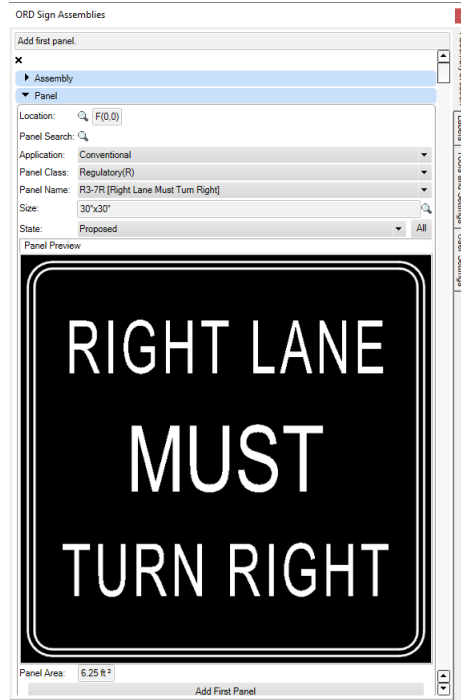 ORD Sign Assemblies
Add first panel.
Assembly
Panel
Location: F(0.0)
Panel Search:
Application: Conventional
Panel Class: Regulatory(R)
Panel Name: R3-7R [Right Lane Must Turn Right]
Size: 30"x30"
State: Proposed All
Panel Preview
RIGHT LANE
MUST
TURN RIGHT
Panel Area: 6.25 ft²
Add First Panel
Labels